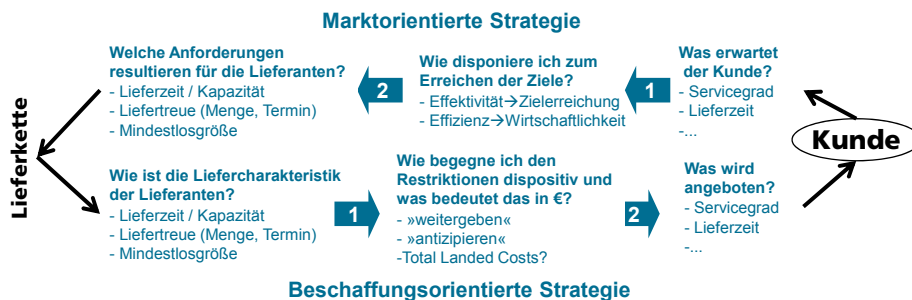 Marktorientierte Strategie
Welche Anforderungen
resultieren für die Lieferanten?
- Lieferzeit / Kapazität
- Liefertreue (Menge, Termin)
- Mindestlosgröße
2
Wie disponiere ich zum
Erreichen der Ziele?
- Effektivität→Zielerreichung
- Effizienz→Wirtschaftlichkeit
1
Was erwartet
der Kunde?
- Servicegrad
- Lieferzeit
-...
Lieferkette
Kunde
Wie ist die Liefercharakteristik
der Lieferanten?
- Lieferzeit / Kapazität
- Liefertreue (Menge, Termin)
- Mindestlosgröße
1
Wie begegne ich den
Restriktionen dispositiv und
was bedeutet das in €?
- »weitergeben«
- »antizipieren«
-Total Landed Costs?
2
Was wird
angeboten?
- Servicegrad
- Lieferzeit
-...
Beschaffungsorientierte Strategie